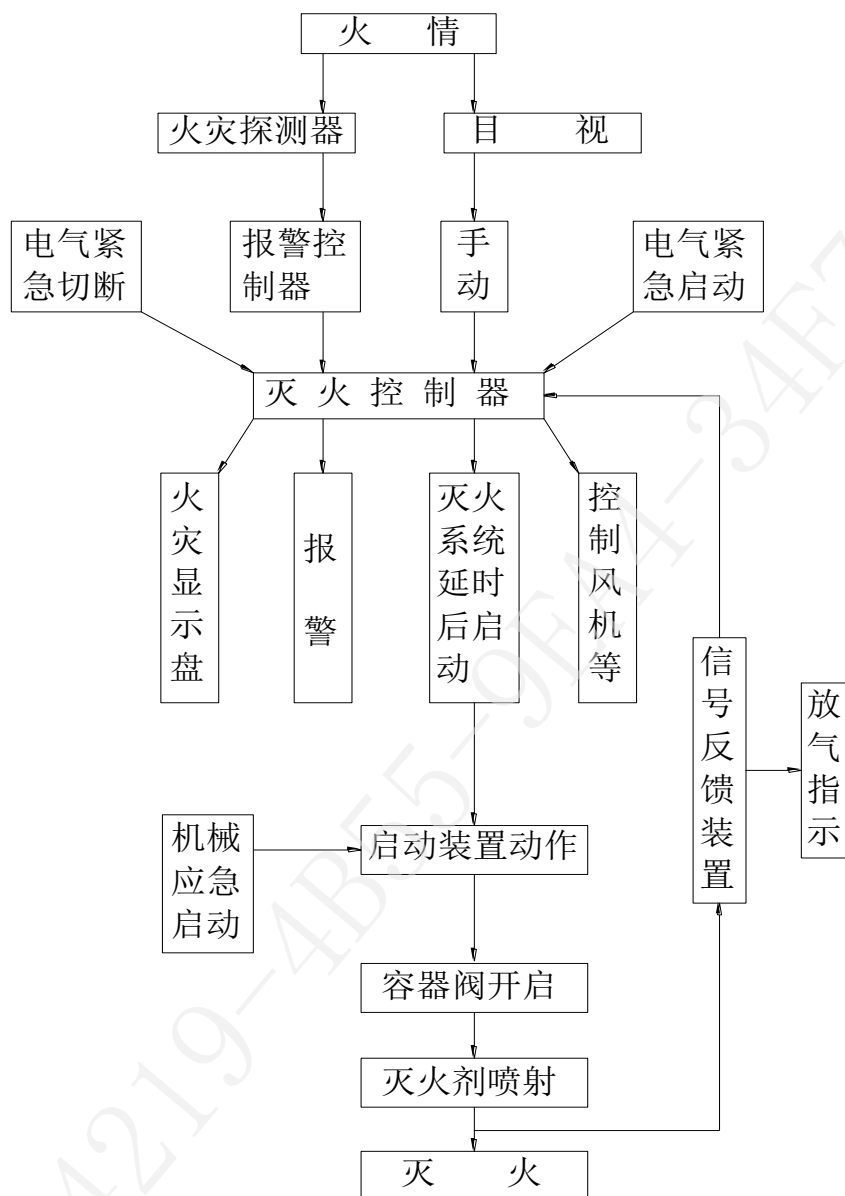 火 情
火灾探测器
目 视
电气紧
急切断
报警控
制器
手
动
电气紧
急启动
灭火控制器
火
灾
显
示
盘
报
警
灭火
系统
延时
后启
动
控
制
风
机
等
信
号
反
馈
装
置
放
气
指
示
机械
应急
启动
启动装置动作
容器阀开启
灭火剂喷射
灭 火
4219-4B55-9EA4-34F7